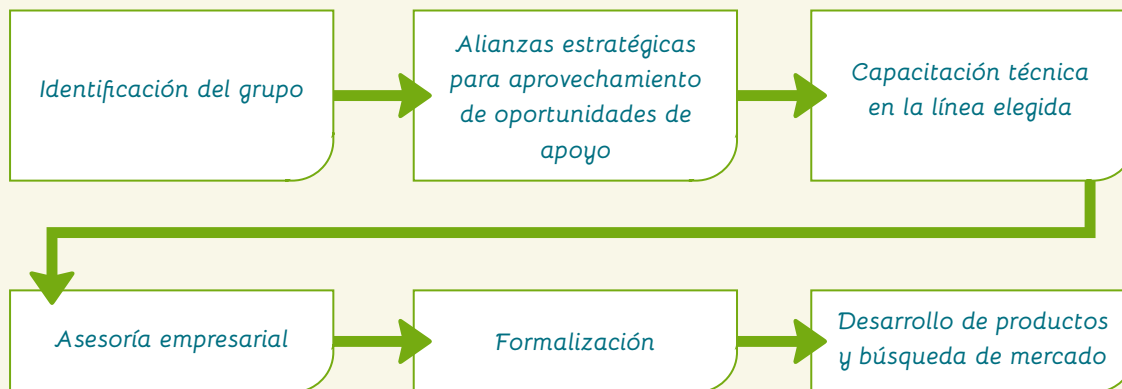 Identificación del grupo
Alianzas estratégicas
para aprovechamiento
de oportunidades de
apoyo
Capacitación técnica
en la línea elegida
Asesoría empresarial
Formalización
Desarrollo de productos
y búsqueda de mercado